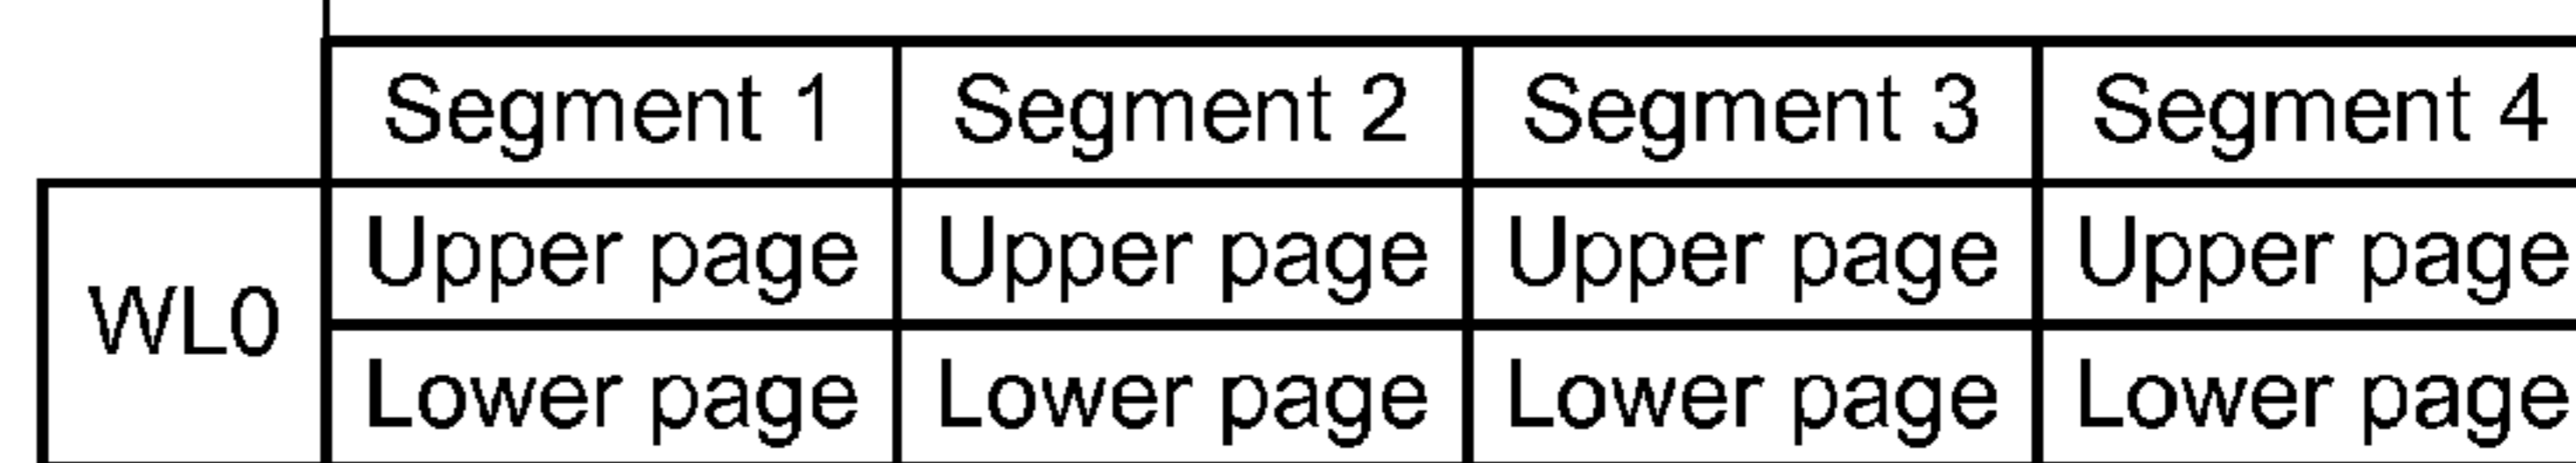 Segment 1 Segment 2 Segment 3 Segment 4
Upper page Upper page Upper page Upper page
WL0
Lower page Lower page Lower page Lower page